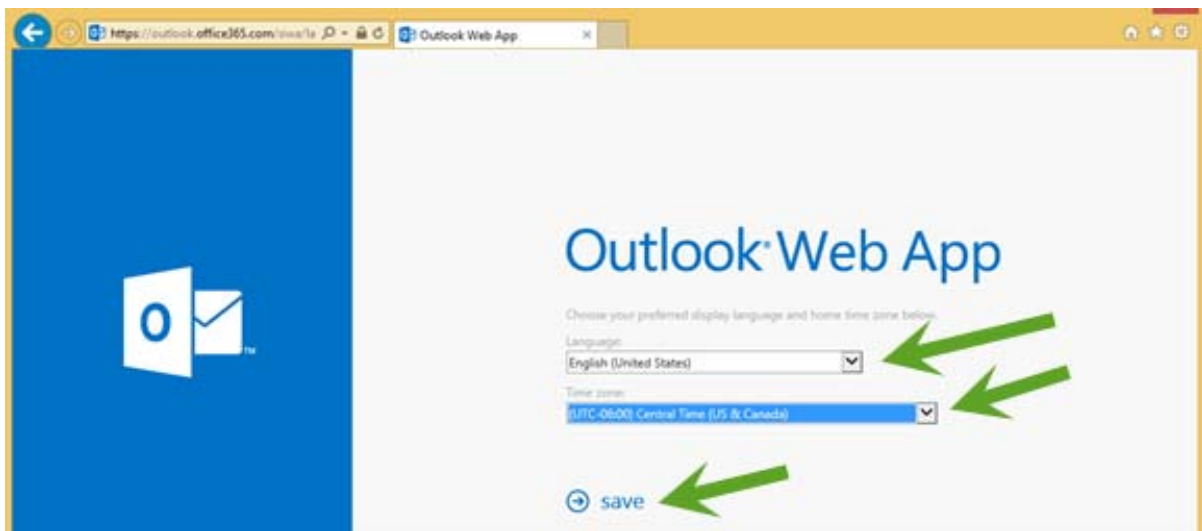 https://outlook.office365.com/owa/la
Outlook Web App
O
TM
Outlook® Web App
Choose your preferred display language and home time zone below.
Language:
English (United States)
Time zone:
(UTC-06:00) Central Time (US & Canada)
save